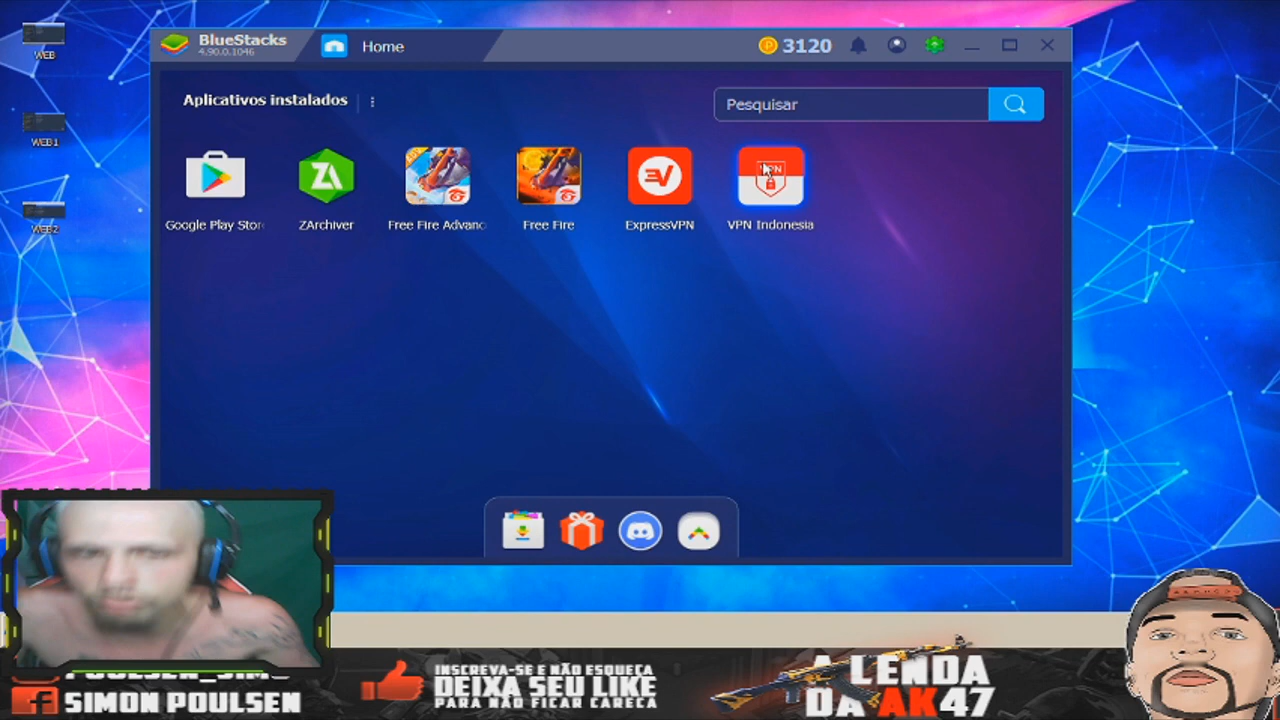 WEB
WEB1
WEB2
BlueStacks
4.90.0.1046
Home
3120
Aplicativos instalados
Pesquisar
Google Play Stor
ZArchiver
Free Fire Advanc
Free Fire
ExpressVPN
VPN Indonesia
SIMON POULSEN
INSCREVA-SE E NÃO ESQUEÇA
DEIXA SEU LIKE
PARA NÃO FICAR CARECA
A LENDA
DA AK47